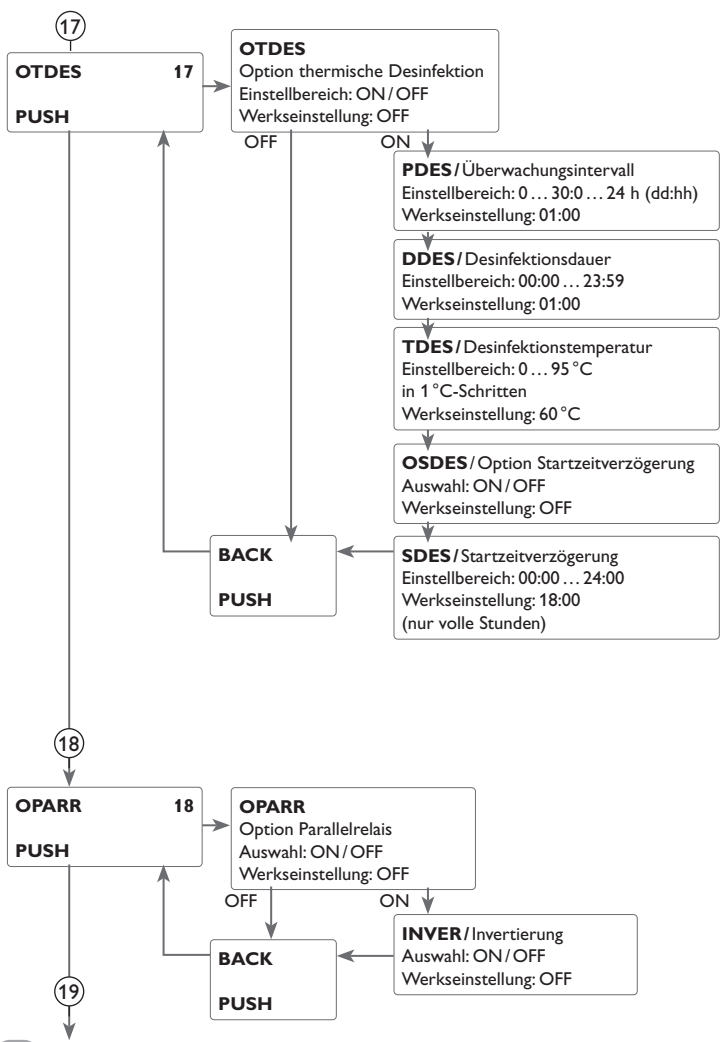 17
OTDES 17
PUSH
OTDES
Option thermische Desinfektion
Einstellbereich: ON / OFF
Werkseinstellung: OFF
OFF
ON
PDES / Überwachungsintervall
Einstellbereich: 0 … 30:0 … 24 h (dd:hh)
Werkseinstellung: 01:00
DDES / Desinfektionsdauer
Einstellbereich: 00:00 … 23:59
Werkseinstellung: 01:00
TDES / Desinfektionstemperatur
Einstellbereich: 0 … 95 °C
in 1 °C-Schritten
Werkseinstellung: 60 °C
OSDES / Option Startzeitverzögerung
Auswahl: ON / OFF
Werkseinstellung: OFF
SDES / Startzeitverzögerung
Einstellbereich: 00:00 … 24:00
Werkseinstellung: 18:00
(nur volle Stunden)
BACK
PUSH
18
OPARR 18
PUSH
OPARR
Option Parallelrelais
Auswahl: ON / OFF
Werkseinstellung: OFF
OFF
ON
INVER / Invertierung
Auswahl: ON / OFF
Werkseinstellung: OFF
BACK
PUSH
19